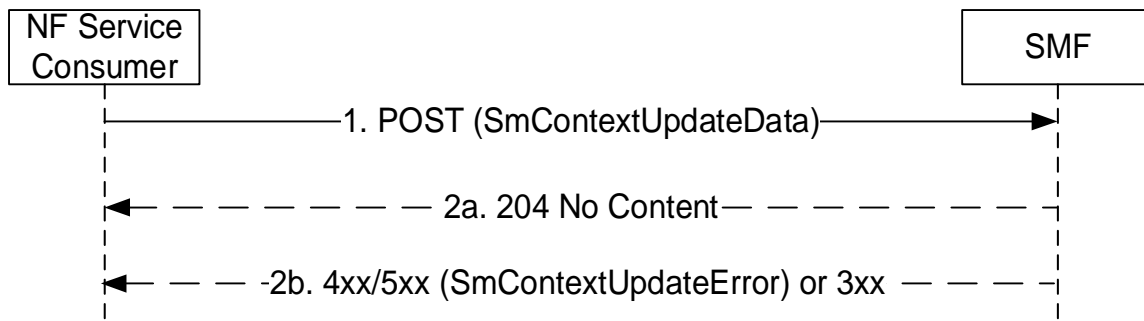 NF Service
Consumer
SMF
1. POST (SmContextUpdateData)
2a. 204 No Content
2b. 4xx/5xx (SmContextUpdateError) or 3xx